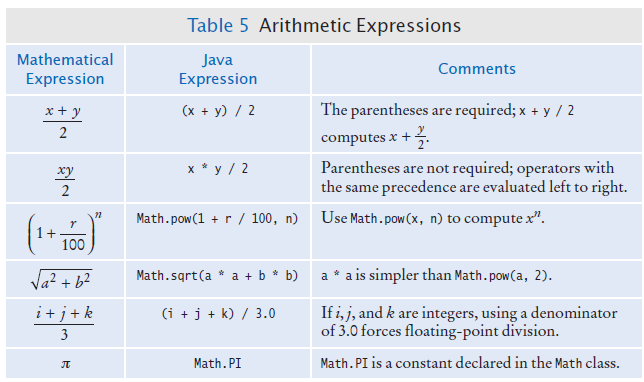 Table 5 Arithmetic Expressions
Mathematical Expression
Java Expression
Comments
x + y
2
(x + y) / 2
The parentheses are required; x + y / 2
computes x + y/2.
xy
2
x * y / 2
Parentheses are not required; operators with
the same precedence are evaluated left to right.
(1 + r/100)ⁿ
Math.pow(1 + r / 100, n)
Use Math.pow(x, n) to compute xⁿ.
√a² + b²
Math.sqrt(a * a + b * b)
a * a is simpler than Math.pow(a, 2).
i + j + k
3
(i + j + k) / 3.0
If i, j, and k are integers, using a denominator
of 3.0 forces floating-point division.
π
Math.PI
Math.PI is a constant declared in the Math class.